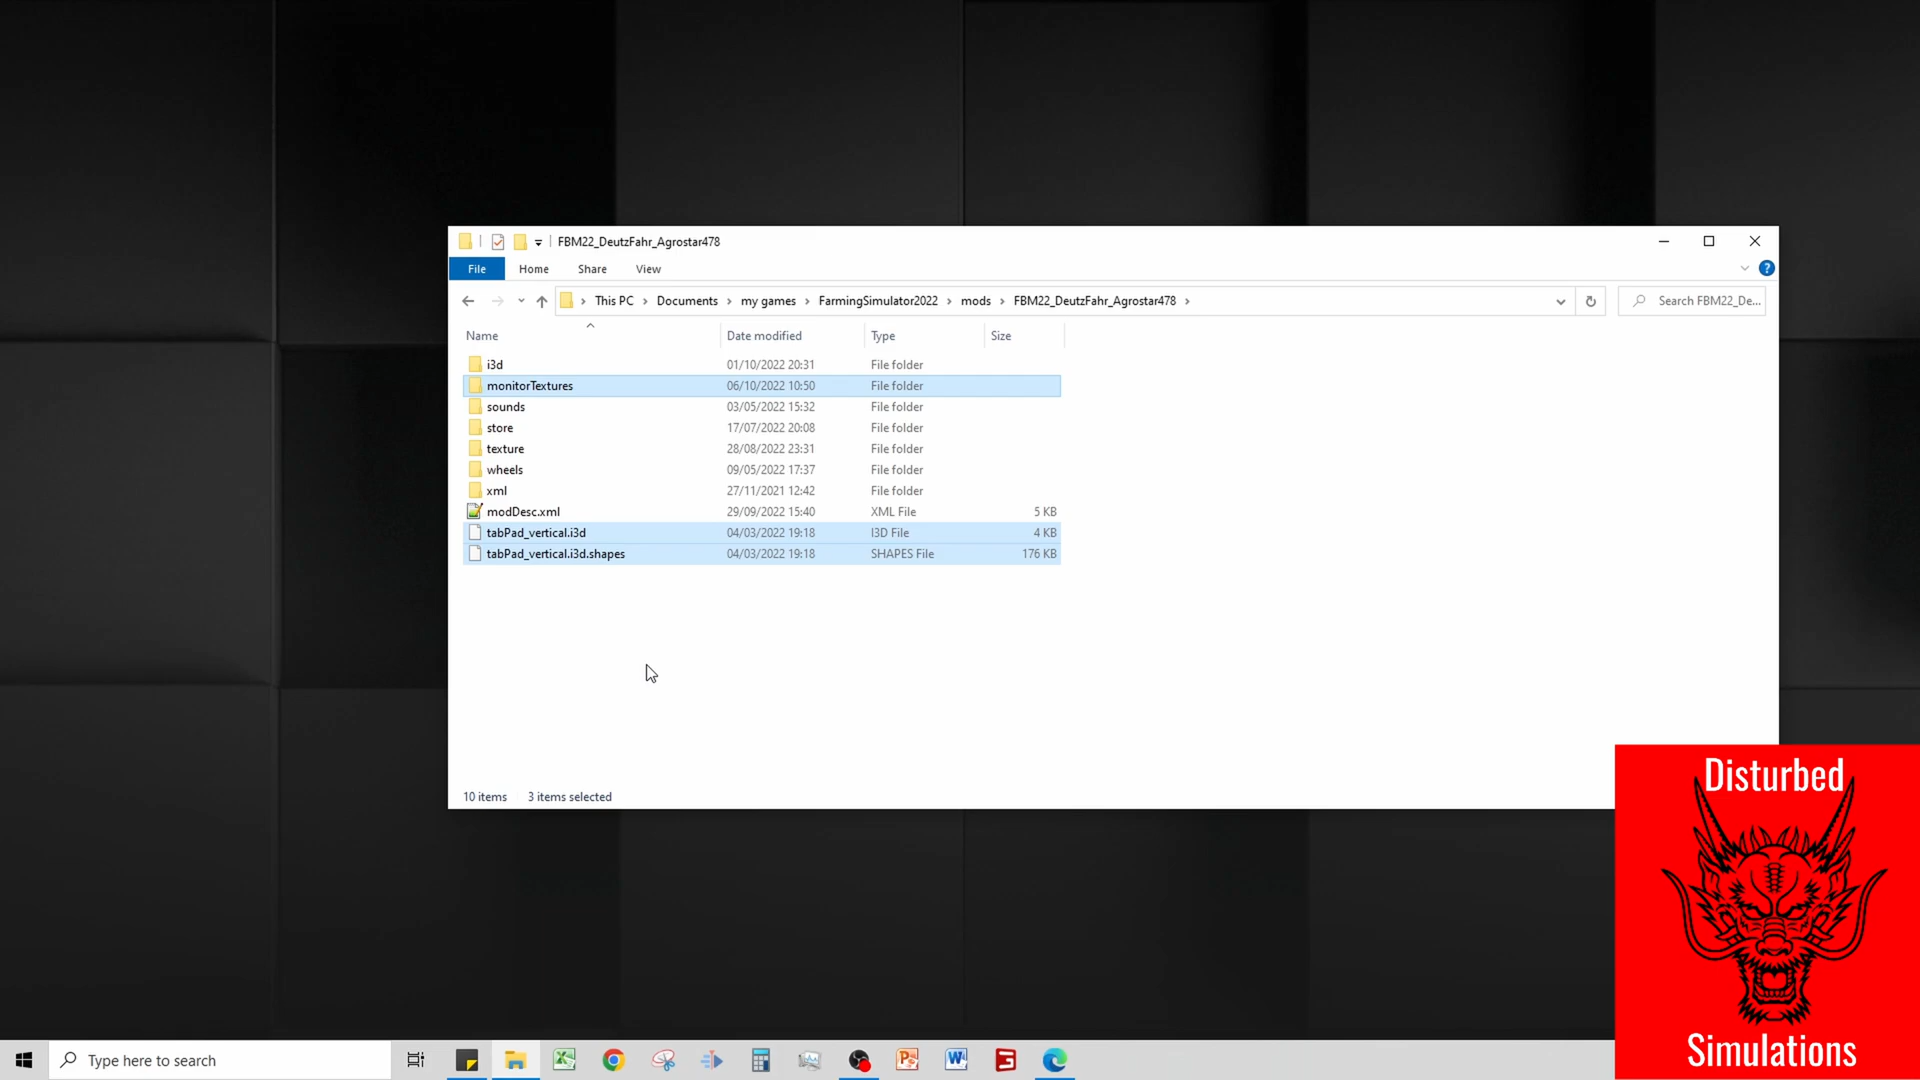 FBM22_DeutzFahr_Agrostar478
File Home Share View
This PC Documents my games FarmingSimulator2022 mods FBM22_DeutzFahr_Agrostar478
Search FBM22_De...
Name Date modified Type Size
i3d 01/10/2022 20:31 File folder
monitorTextures 06/10/2022 10:50 File folder
sounds 03/05/2022 15:32 File folder
store 17/07/2022 20:08 File folder
texture 28/08/2022 23:31 File folder
wheels 09/05/2022 17:37 File folder
xml 27/11/2021 12:42 File folder
modDesc.xml 29/09/2022 15:40 XML File 5 KB
tabPad_vertical.i3d 04/03/2022 19:18 I3D File 4 KB
tabPad_vertical.i3d.shapes 04/03/2022 19:18 SHAPES File 176 KB
10 items 3 items selected
Disturbed
Simulations
Type here to search